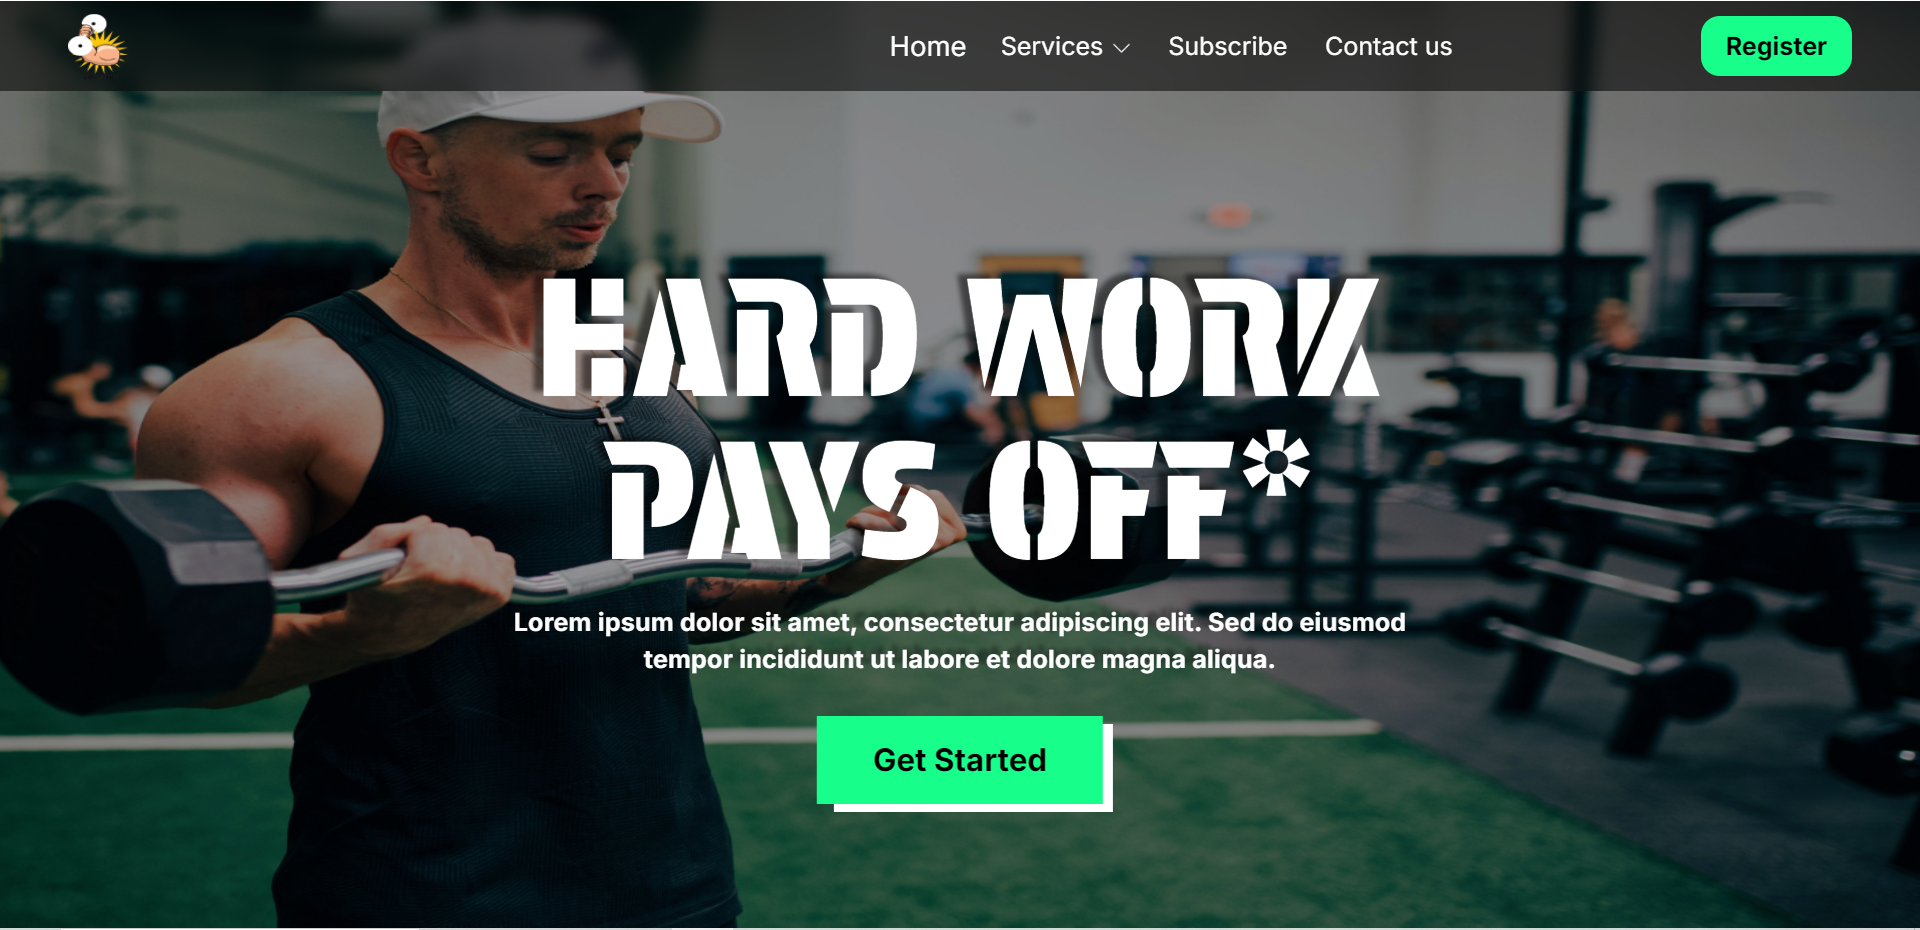 Home Services Subscribe Contact us Register
HARD WORK
PAYS OFF*
Lorem ipsum dolor sit amet, consectetur adipiscing elit. Sed do eiusmod
tempor incididunt ut labore et dolore magna aliqua.
Get Started